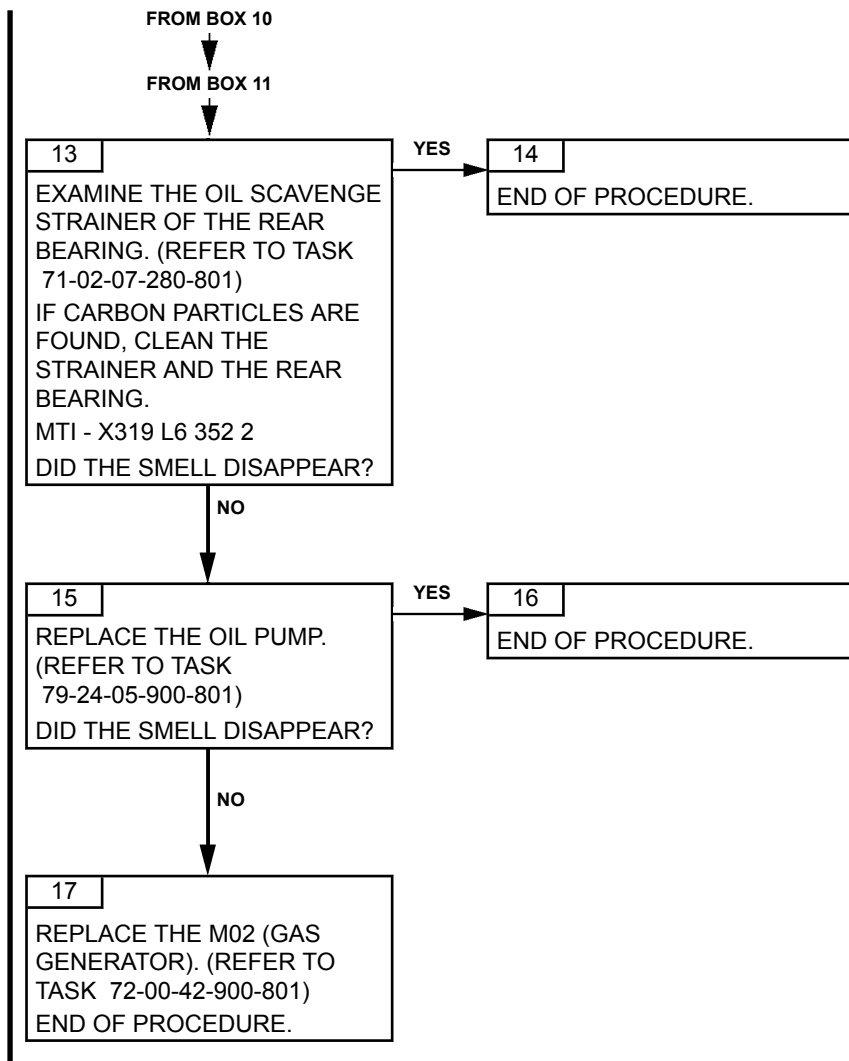 FROM BOX 10
FROM BOX 11
13
EXAMINE THE OIL SCAVENGE
STRAINER OF THE REAR
BEARING. (REFER TO TASK
71-02-07-280-801)
IF CARBON PARTICLES ARE
FOUND, CLEAN THE
STRAINER AND THE REAR
BEARING.
MTI - X319 L6 352 2
DID THE SMELL DISAPPEAR?
YES
14
END OF PROCEDURE.
NO
15
REPLACE THE OIL PUMP.
(REFER TO TASK
79-24-05-900-801)
DID THE SMELL DISAPPEAR?
YES
16
END OF PROCEDURE.
NO
17
REPLACE THE M02 (GAS
GENERATOR). (REFER TO
TASK 72-00-42-900-801)
END OF PROCEDURE.